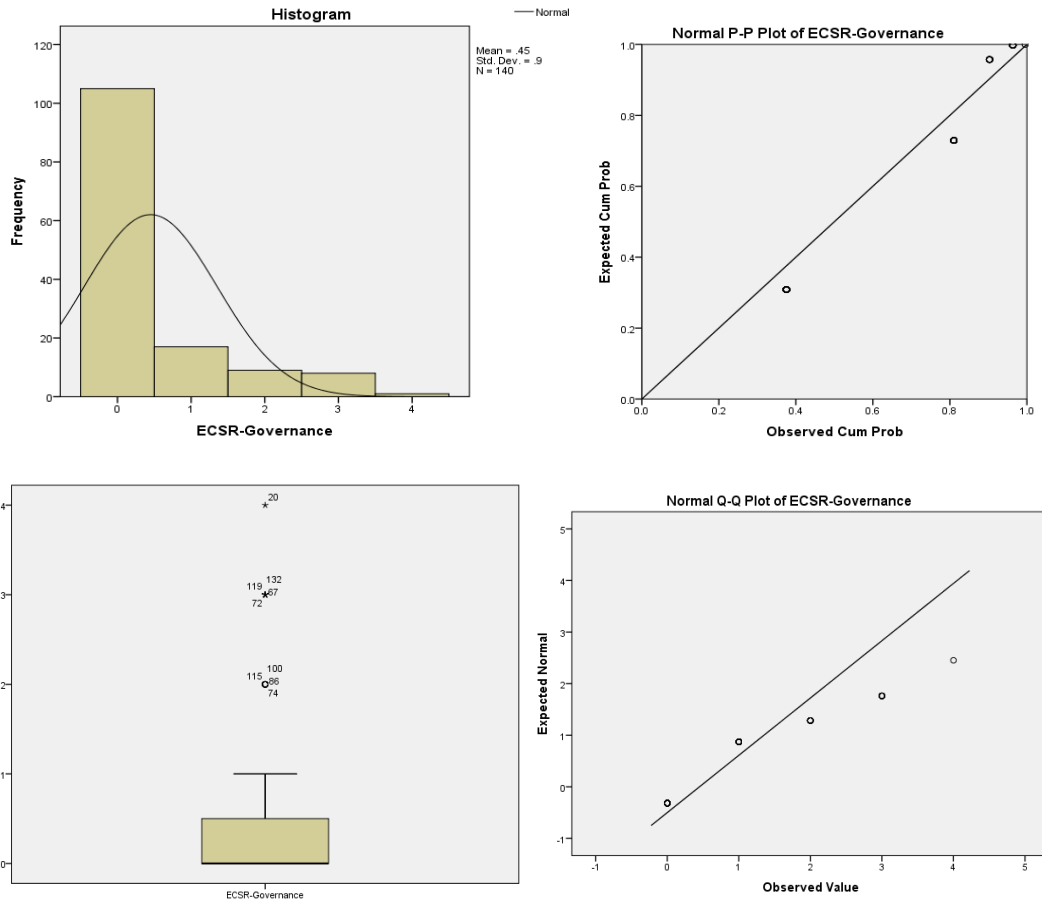 Histogram
Normal
Mean = .45
Std. Dev. = .9
N = 140
120
100
80
60
40
20
0
Frequency
0 1 2 3 4
ECSR-Governance
Normal P-P Plot of ECSR-Governance
1.0
0.8
0.6
0.4
0.2
0.0
Expected Cum Prob
0.0 0.2 0.4 0.6 0.8 1.0
Observed Cum Prob
4
3
2
1
0
20
132
119
67
72
100
115
86
74
ECSR-Governance
Normal Q-Q Plot of ECSR-Governance
5
4
3
2
1
0
-1
Expected Normal
-1 0 1 2 3 4 5
Observed Value